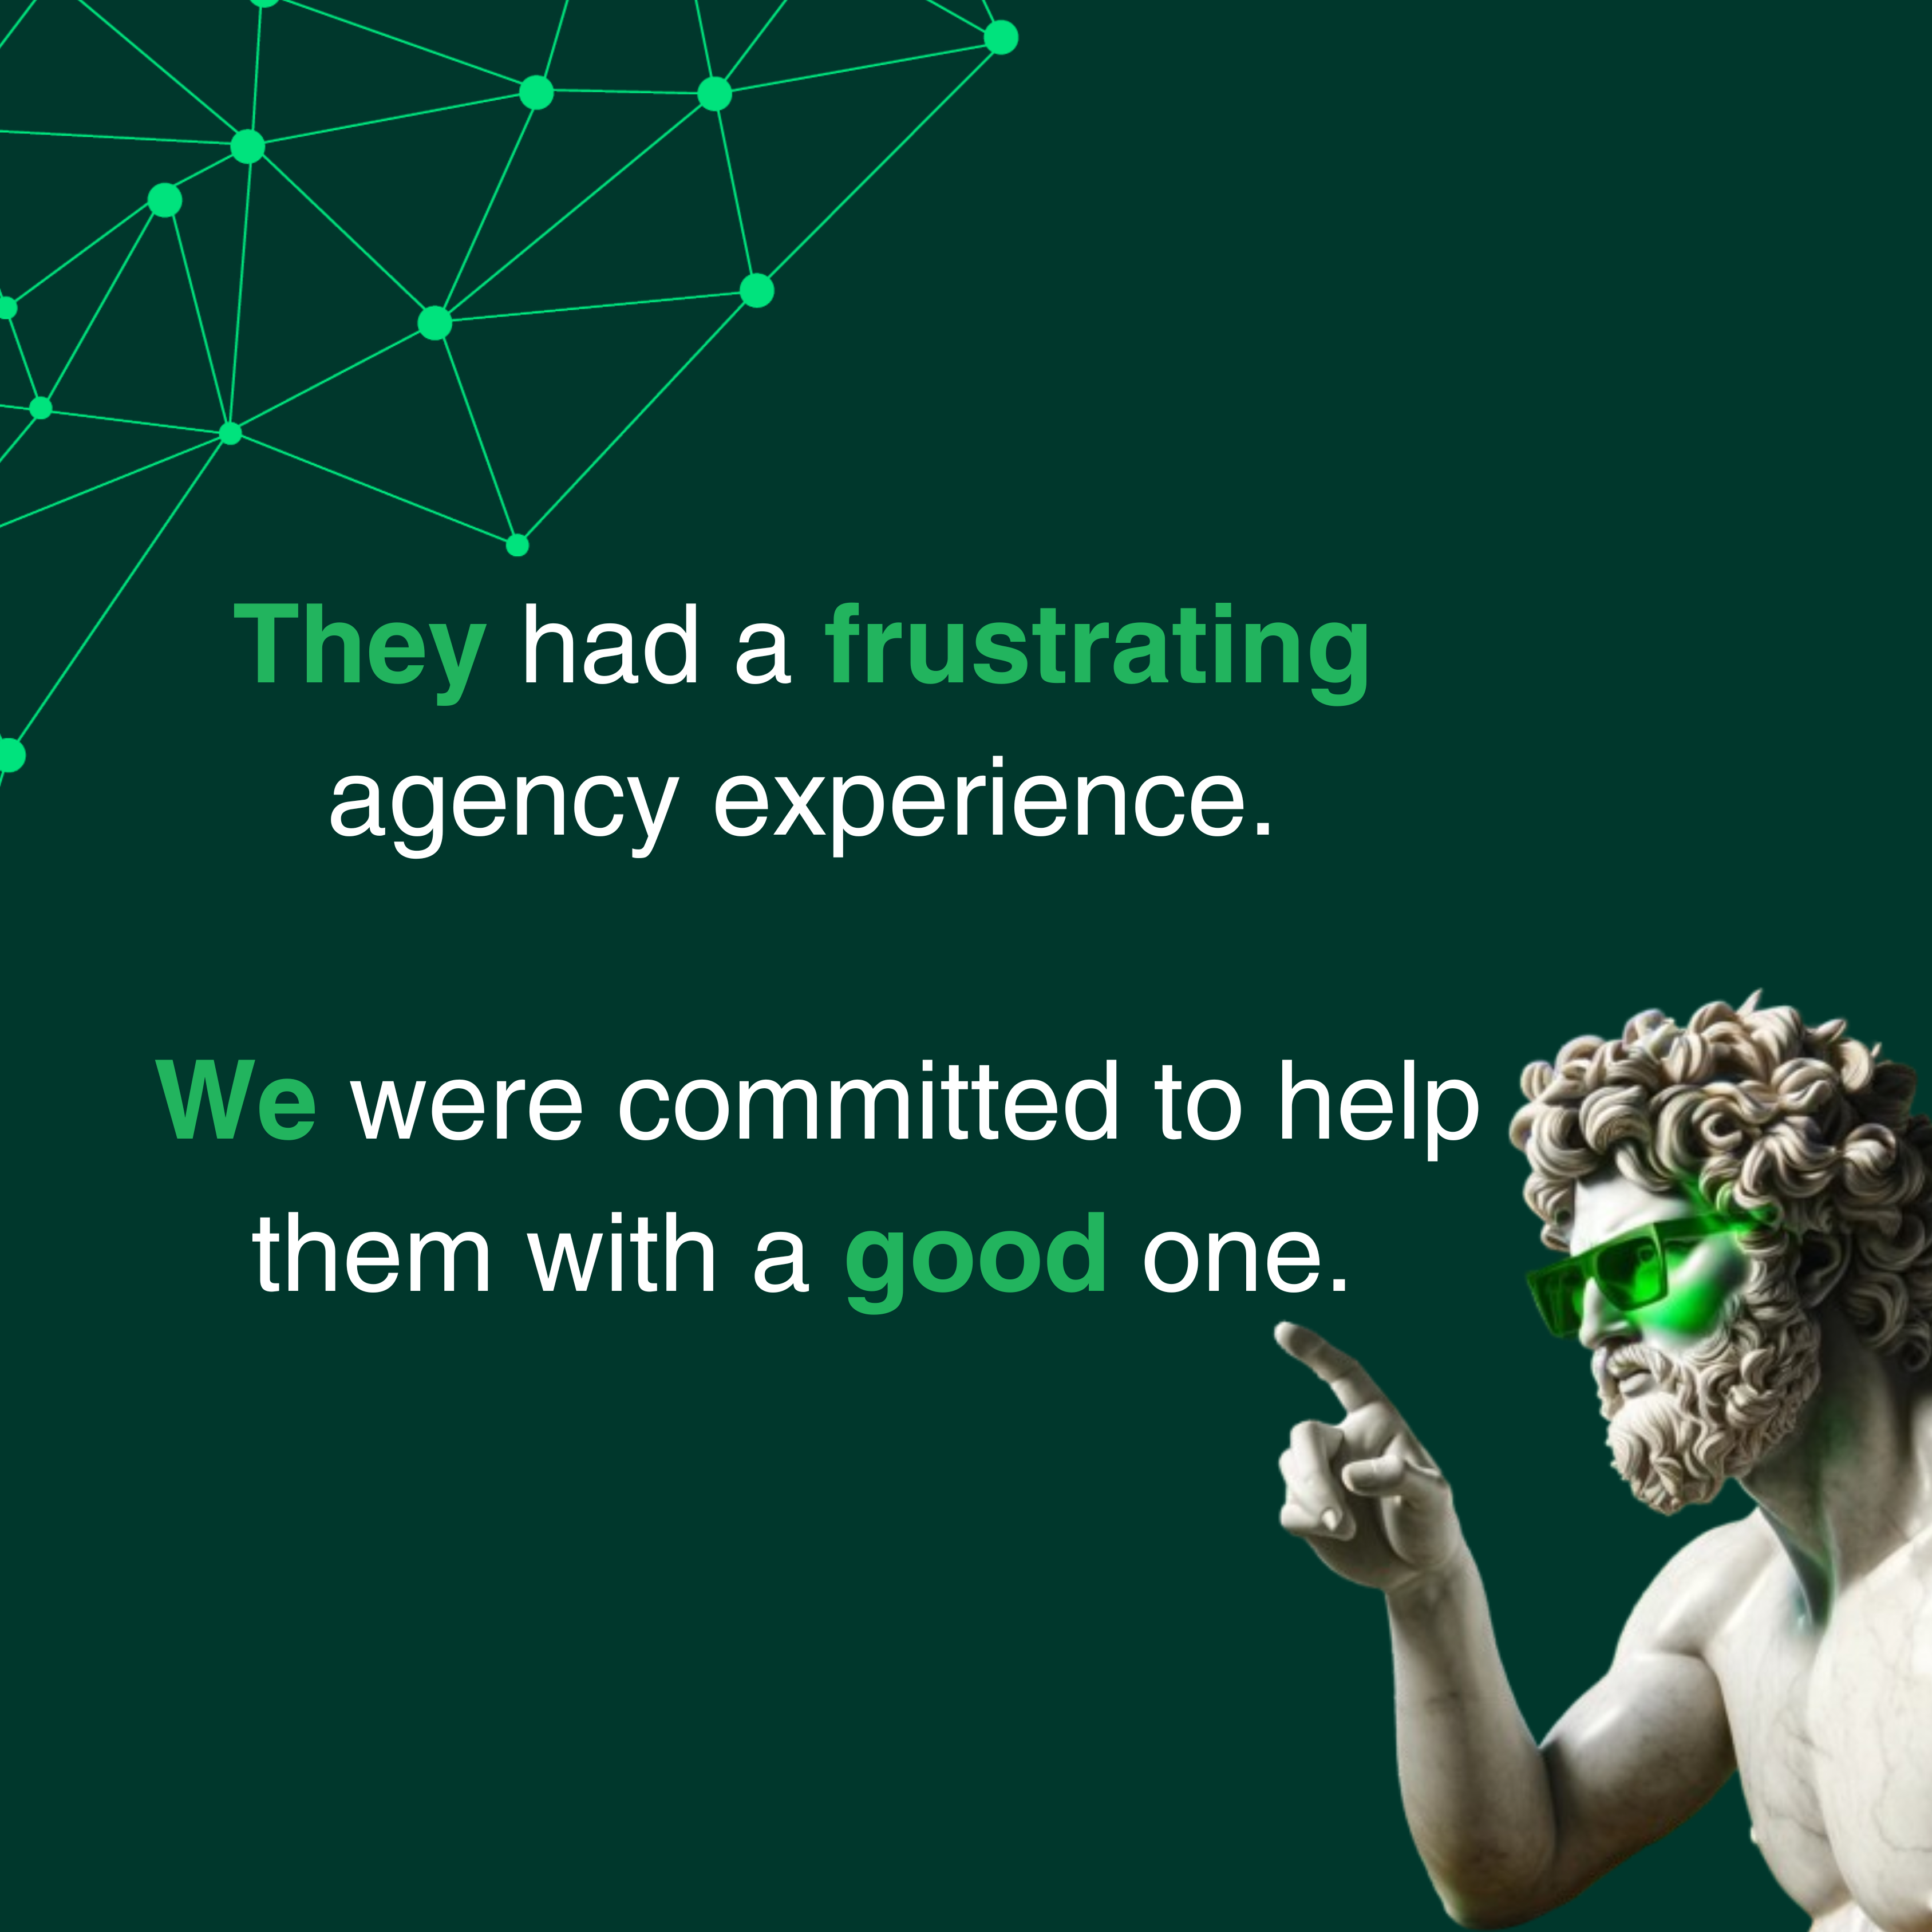 They had a frustrating
agency experience.
We were committed to help
them with a good one.